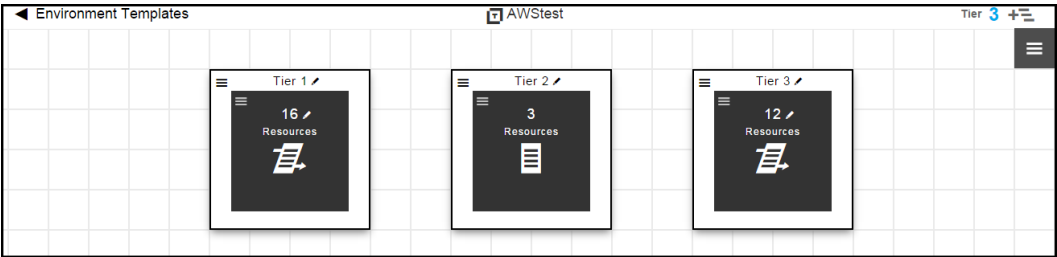 Environment Templates
T AWStest
Tier 3
Tier 1
16
Resources
Tier 2
3
Resources
Tier 3
12
Resources